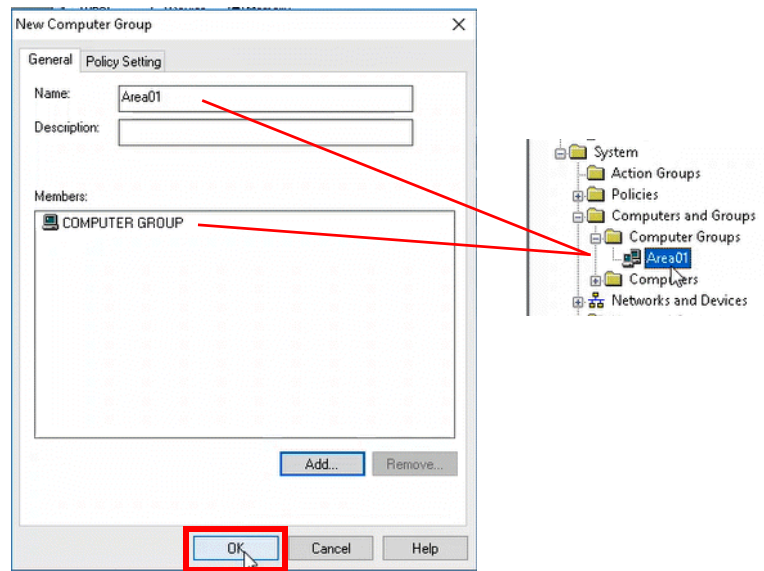 New Computer Group
General Policy Setting
Name: Area01
Description:
Members:
COMPUTER GROUP
Add... Remove...
OK Cancel Help
System
Action Groups
Policies
Computers and Groups
Computer Groups
Area01
Computers
Networks and Devices